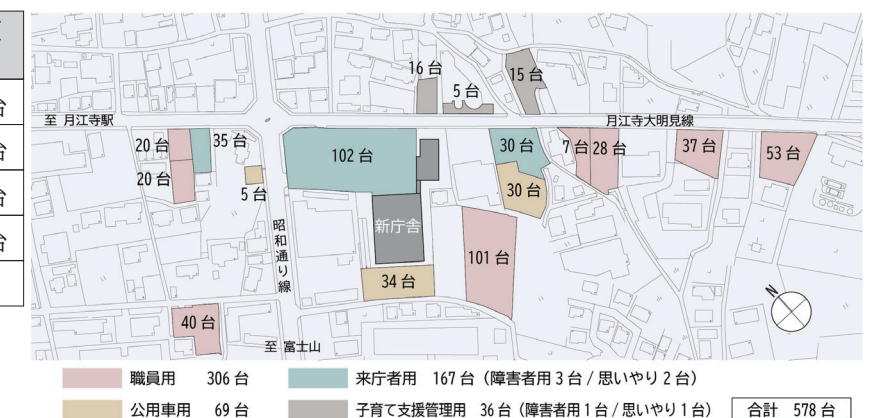 台
台
台
台
16 台
5 台
15 台
至 月江寺駅
月江寺大明見線
20 台
35 台
20 台
5 台
102 台
30 台
30 台
7 台
28 台
37 台
53 台
新庁舎
昭和通り線
34 台
101 台
40 台
至 富士山
N
職員用 306 台
来庁者用 167 台（障害者用 3 台 / 思いやり 2 台）
公用車用 69 台
子育て支援管理用 36 台（障害者用 1 台 / 思いやり 1 台）
合計 578 台